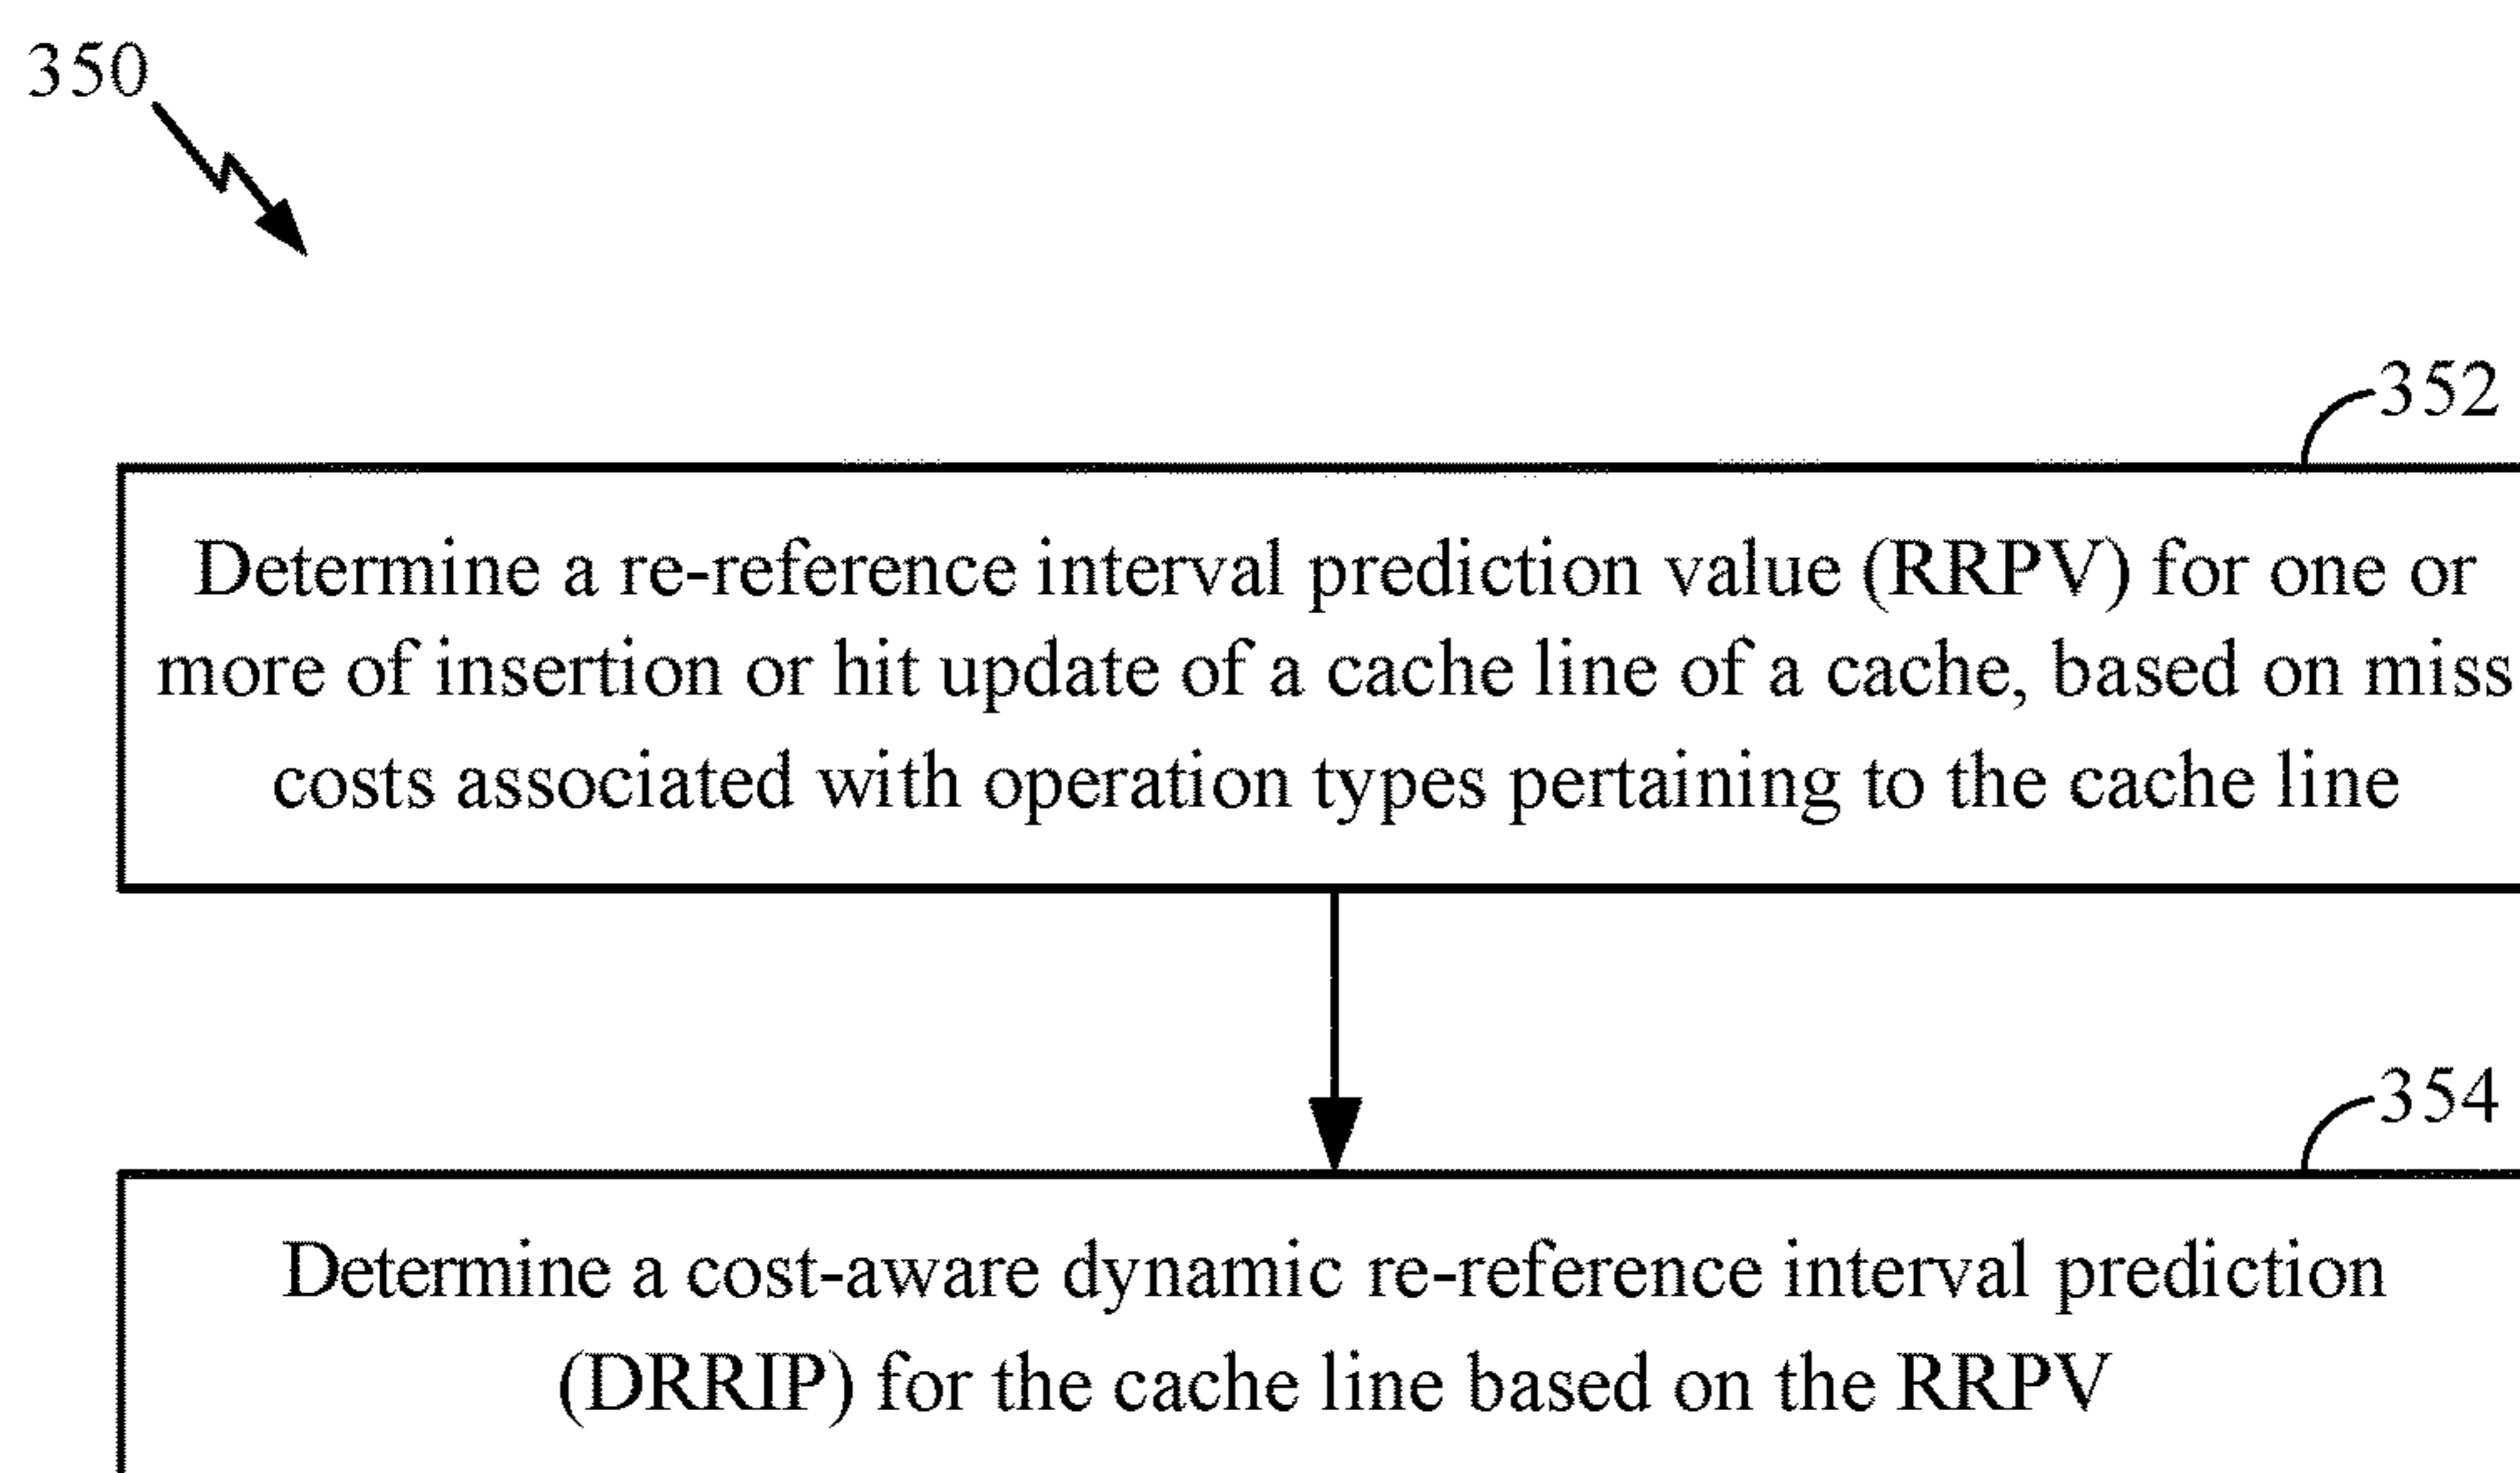 350
352
Determine a re-reference interval prediction value (RRPV) for one or
more of insertion or hit update of a cache line of a cache, based on miss
costs associated with operation types pertaining to the cache line
354
Determine a cost-aware dynamic re-reference interval prediction
(DRRIP) for the cache line based on the RRPV